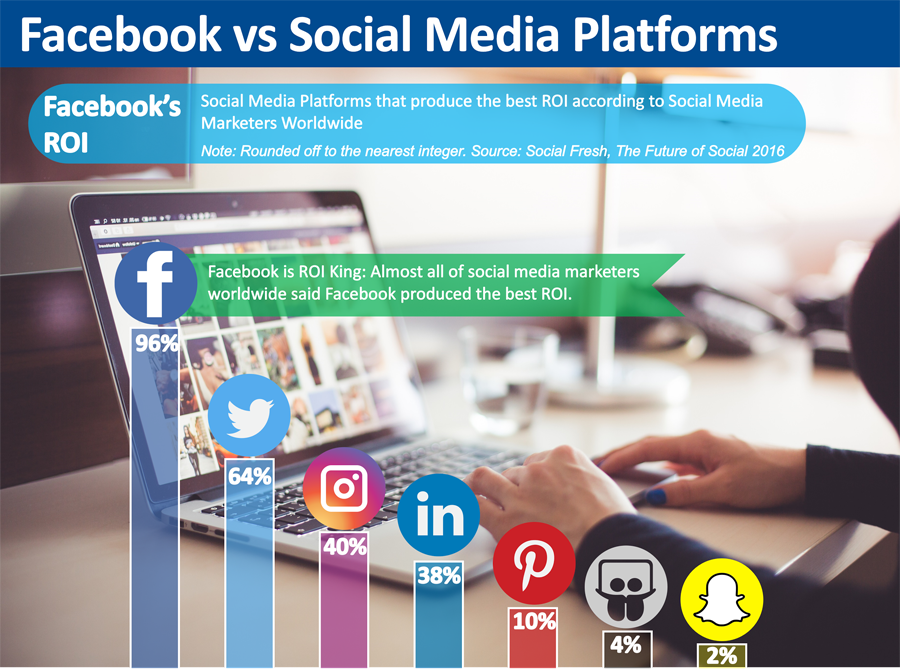 Facebook vs Social Media Platforms
Facebook's
ROI
Social Media Platforms that produce the best ROI according to Social Media
Marketers Worldwide
Note: Rounded off to the nearest integer. Source: Social Fresh, The Future of Social 2016
Facebook is ROI King: Almost all of social media marketers
worldwide said Facebook produced the best ROI.
96%
64%
40%
in
38%
10%
4%
2%